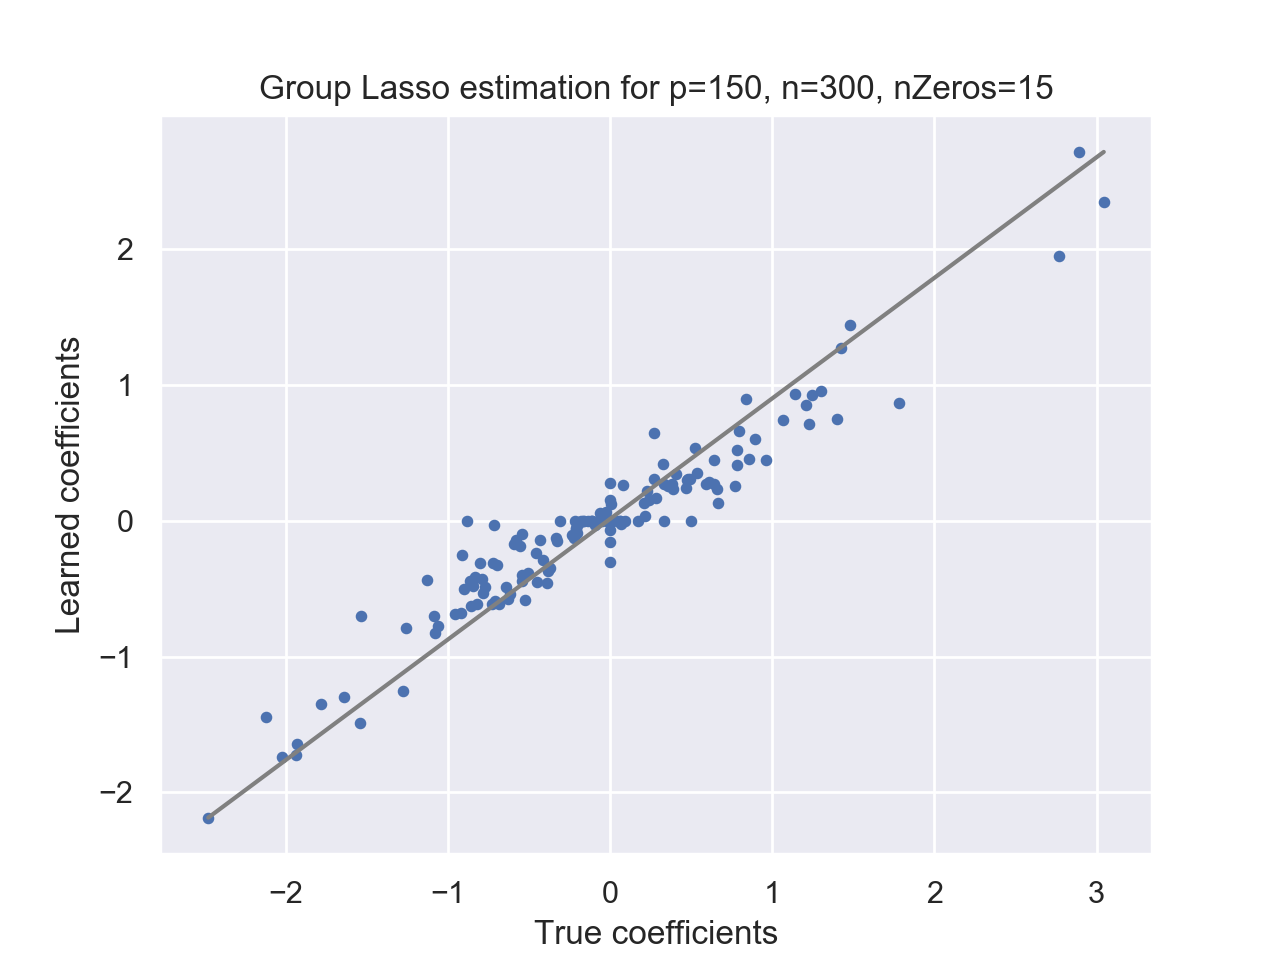 Group Lasso estimation for p=150, n=300, nZeros=15
Learned coefficients
2
1
0
−1
−2
−2 −1 0 1 2 3
True coefficients